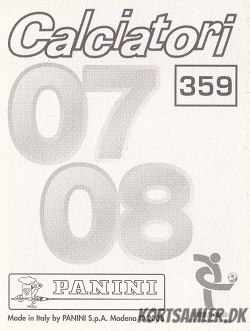 Calciatori
359
07
08
PANINI
Made in Italy by PANINI S.p.A. Modena
KORTSAMLER.DK